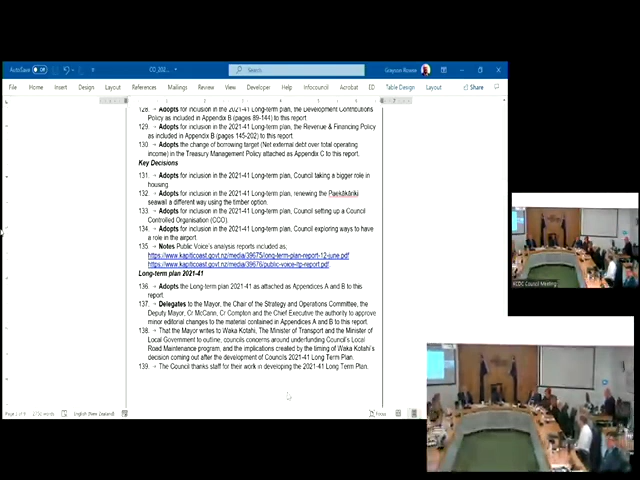 AutoSave Off
CO_202...
Search
Grayson Rowse
File Home Insert Draw Layout References Mailings Review View Developer Help Infocouncil Acrobat Table Design Layout Share
128. Adopts for inclusion in the 2021-41 Long-term plan, the Development Contributions
Policy as included in Appendix B (pages 89-144) to this report
129. Adopts for inclusion in the 2021-41 Long-term plan, the Revenue & Financing Policy
as included in Appendix B (pages 145-202) to this report.
130. Adopts the change of borrowing target (Net external debt over total operating
income) in the Treasury Management Policy attached as Appendix C to this report.
Key Decisions
131. Adopts for inclusion in the 2021-41 Long-term plan, Council taking a bigger role in
housing
132. Adopts for inclusion in the 2021-41 Long-term plan, renewing the Paekākāriki
seawall a different way using the timber option.
133. Adopts for inclusion in the 2021-41 Long-term plan, Council setting up a Council
Controlled Organisation (CCO).
134. Adopts for inclusion in the 2021-41 Long-term plan, Council exploring ways to have
a role in the airport
135. Notes Public Voice's analysis reports included as,
https://www.kapiticoast.govt.nz/media/39675/long-term-plan-report-12-june.pdf
https://www.kapiticoast.govt.nz/media/39676/public-voice-ltp-report.pdf.
Long-term plan 2021-41
136. Adopts the Long-term plan 2021-41 as attached as Appendices A and B to this
report.
137. Delegates to the Mayor, the Chair of the Strategy and Operations Committee, the
Deputy Mayor, Cr McCann, Cr Compton and the Chief Executive the authority to approve
minor editorial changes to the material contained in Appendices A and B to this report.
138. That the Mayor writes to Waka Kotahi, The Minister of Transport and the Minister of
Local Government to outline, councils concerns around underfunding Council's Local
Road Maintenance program, and the implications created by the timing of Waka Kotahi's
decision coming out after the development of Councils 2021-41 Long Term Plan.
139. The Council thanks staff for their work in developing the 2021-41 Long Term Plan.
English (New Zealand)
Focus
KCDC Council Meeting